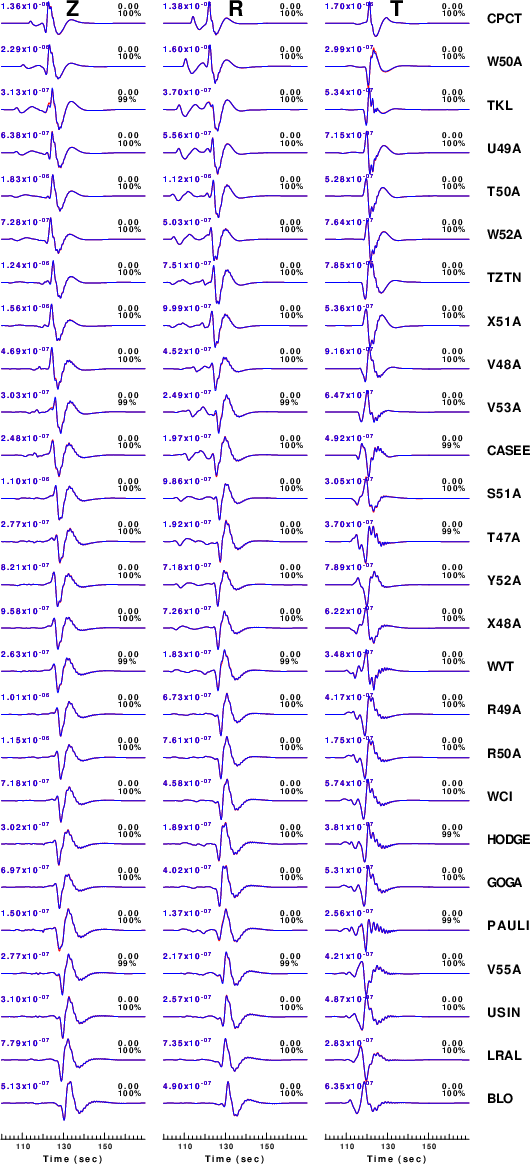 Z R T
1.36x10-06 0.00 1.38x10-06 0.00 1.70x10-06 0.00
100% 100% 100% CPCT
2.29x10-06 0.00 1.60x10-06 0.00 2.99x10-07 0.00
100% 100% 100% W50A
3.13x10-07 0.00 3.70x10-07 0.00 5.34x10-07 0.00
99% 100% 100% TKL
6.38x10-07 0.00 5.56x10-07 0.00 7.15x10-07 0.00
100% 100% 100% U49A
1.83x10-06 0.00 1.12x10-06 0.00 5.28x10-07 0.00
100% 100% 100% T50A
7.28x10-07 0.00 5.03x10-07 0.00 7.64x10-07 0.00
100% 100% 100% W52A
1.24x10-06 0.00 7.51x10-07 0.00 7.85x10-07 0.00
100% 100% 100% TZTN
1.56x10-06 0.00 9.99x10-07 0.00 5.36x10-07 0.00
100% 100% 100% X51A
4.69x10-07 0.00 4.52x10-07 0.00 9.16x10-07 0.00
100% 100% 100% V48A
3.03x10-07 0.00 2.49x10-07 0.00 6.47x10-07 0.00
99% 99% 100% V53A
2.48x10-07 0.00 1.97x10-07 0.00 4.92x10-07 0.00
100% 100% 99% CASEE
1.10x10-06 0.00 9.86x10-07 0.00 3.05x10-07 0.00
100% 100% 100% S51A
2.77x10-07 0.00 1.92x10-07 0.00 3.70x10-07 0.00
100% 100% 99% T47A
8.21x10-07 0.00 7.18x10-07 0.00 7.89x10-07 0.00
100% 100% 100% Y52A
9.58x10-07 0.00 7.26x10-07 0.00 6.22x10-07 0.00
100% 100% 100% X48A
2.63x10-07 0.00 1.83x10-07 0.00 3.48x10-07 0.00
99% 99% 100% WVT
1.01x10-06 0.00 6.73x10-07 0.00 4.17x10-07 0.00
100% 100% 100% R49A
1.15x10-06 0.00 7.61x10-07 0.00 1.75x10-07 0.00
100% 100% 100% R50A
7.18x10-07 0.00 4.58x10-07 0.00 5.74x10-07 0.00
100% 100% 100% WCI
3.02x10-07 0.00 1.89x10-07 0.00 3.81x10-07 0.00
100% 100% 99% HODGE
6.97x10-07 0.00 4.02x10-07 0.00 5.31x10-07 0.00
100% 100% 100% GOGA
1.50x10-07 0.00 1.37x10-07 0.00 2.56x10-07 0.00
100% 100% 99% PAULI
2.77x10-07 0.00 2.17x10-07 0.00 4.21x10-07 0.00
99% 99% 100% V55A
3.10x10-07 0.00 2.57x10-07 0.00 4.87x10-07 0.00
100% 100% 100% USIN
7.79x10-07 0.00 7.35x10-07 0.00 2.83x10-07 0.00
100% 100% 100% LRAL
5.13x10-07 0.00 4.90x10-07 0.00 6.35x10-07 0.00
100% 100% 100% BLO
110 130 150 110 130 150 110 130 150
Time (sec) Time (sec) Time (sec)